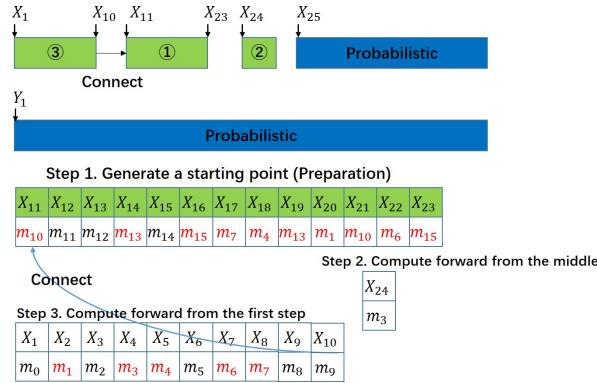 X₁ X₁₀ X₁₁ X₂₃ X₂₄ X₂₅
③ ① ② Probabilistic
Connect
Y₁
Probabilistic
Step 1. Generate a starting point (Preparation)
X₁₁ X₁₂ X₁₃ X₁₄ X₁₅ X₁₆ X₁₇ X₁₈ X₁₉ X₂₀ X₂₁ X₂₂ X₂₃
m₁₀ m₁₁ m₁₂ m₁₃ m₁₄ m₁₅ m₇ m₄ m₁₃ m₁ m₁₀ m₆ m₁₅
Step 2. Compute forward from the middle
Connect
X₂₄
m₃
Step 3. Compute forward from the first step
X₁ X₂ X₃ X₄ X₅ X₆ X₇ X₈ X₉ X₁₀
m₀ m₁ m₂ m₃ m₄ m₅ m₆ m₇ m₈ m₉